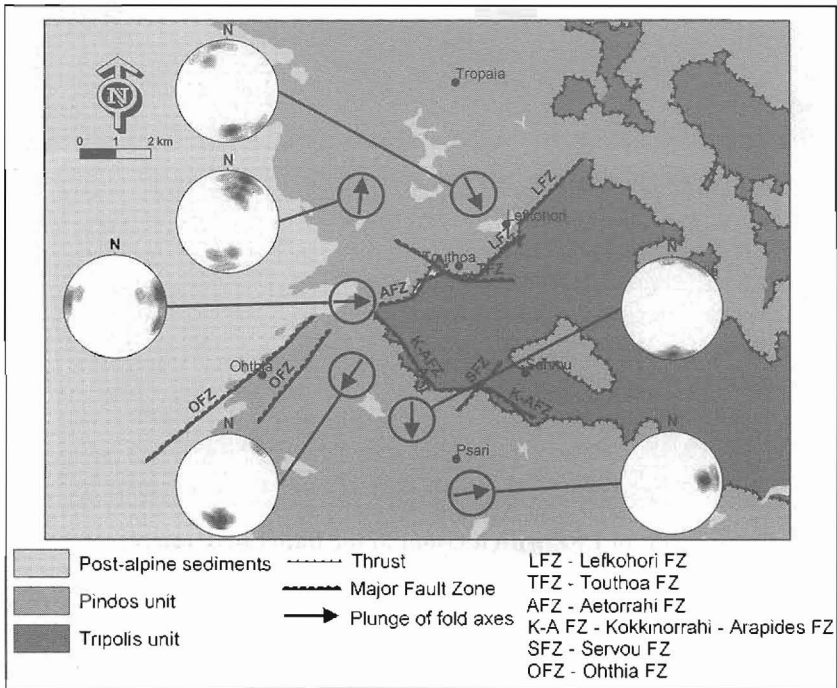 N
N
0 1 2 km
Tropaia
N
LFZ
Lefkohori
LFZ
Touthoa
TFZ
N
N
AFZ
K-AFZ
Ohthia
OFZ
OFZ
SFZ
Servou
K-AFZ
N
N
Psari
Post-alpine sediments
Pindos unit
Tripolis unit
Thrust
Major Fault Zone
Plunge of fold axes
LFZ - Lefkohori FZ
TFZ - Touthoa FZ
AFZ - Aetorrahi FZ
K-A FZ - Kokkinorrahi - Arapides FZ
SFZ - Servou FZ
OFZ - Ohthia FZ